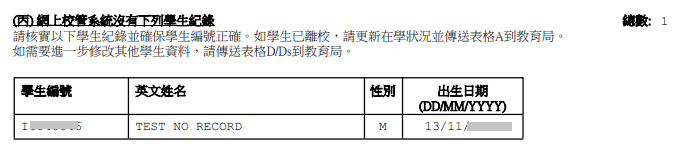 (丙) 網上校管系統沒有下列學生紀錄 總數: 1
請核實以下學生紀錄並確保學生編號正確。如學生已離校，請更新在學狀況並傳送表格A到教育局。
如需要進一步修改其他學生資料，請傳送表格D/Ds到教育局。
學生編號 英文姓名 性別 出生日期
(DD/MM/YYYY)
TEST NO RECORD M 13/11/